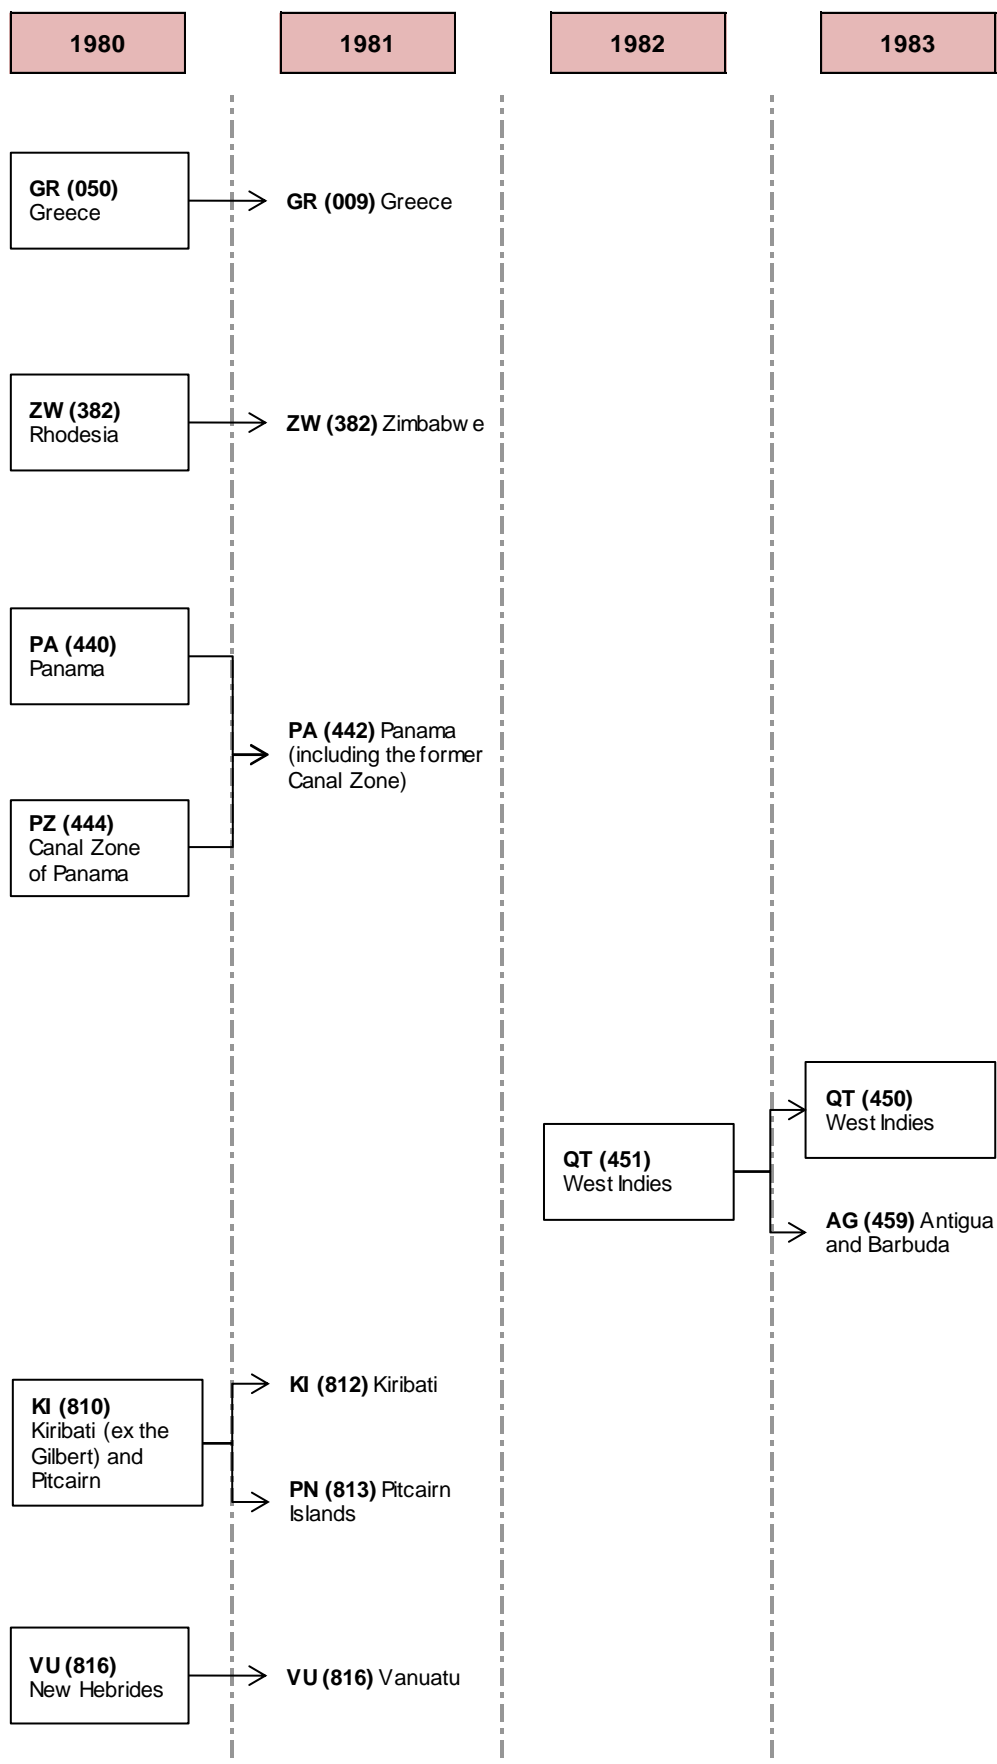 1980
1981
1982
1983
GR (050)
Greece
GR (009) Greece
ZW (382)
Rhodesia
ZW (382) Zimbabwe
PA (440)
Panama
PA (442) Panama
(including the former
Canal Zone)
PZ (444)
Canal Zone
of Panama
QT (450)
West Indies
QT (451)
West Indies
AG (459) Antigua
and Barbuda
KI (812) Kiribati
KI (810)
Kiribati (ex the
Gilbert) and
Pitcairn
PN (813) Pitcairn
Islands
VU (816)
New Hebrides
VU (816) Vanuatu